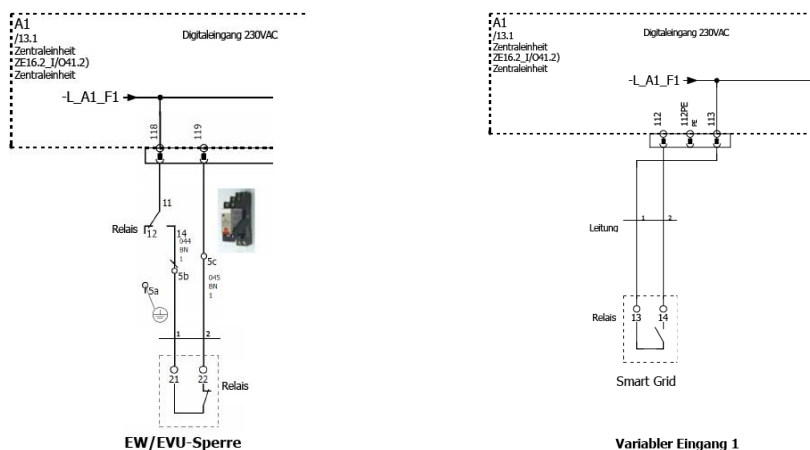 A1
/13.1
Zentraleinheit
ZE16.2_I/O41.2)
Zentraleinheit
Digitaleingang 230VAC
-L_A1_F1
118
119
11
Relais
12
14
044
BN
1
5b
5c
045
BN
1
5a
1
2
21
22
Relais
EW/EVU-Sperre
A1
/13.1
Zentraleinheit
ZE16.2_I/O41.2)
Zentraleinheit
Digitaleingang 230VAC
-L_A1_F1
112
112PE
PE
113
1
2
Leitung
Relais
13
14
Smart Grid
Variabler Eingang 1